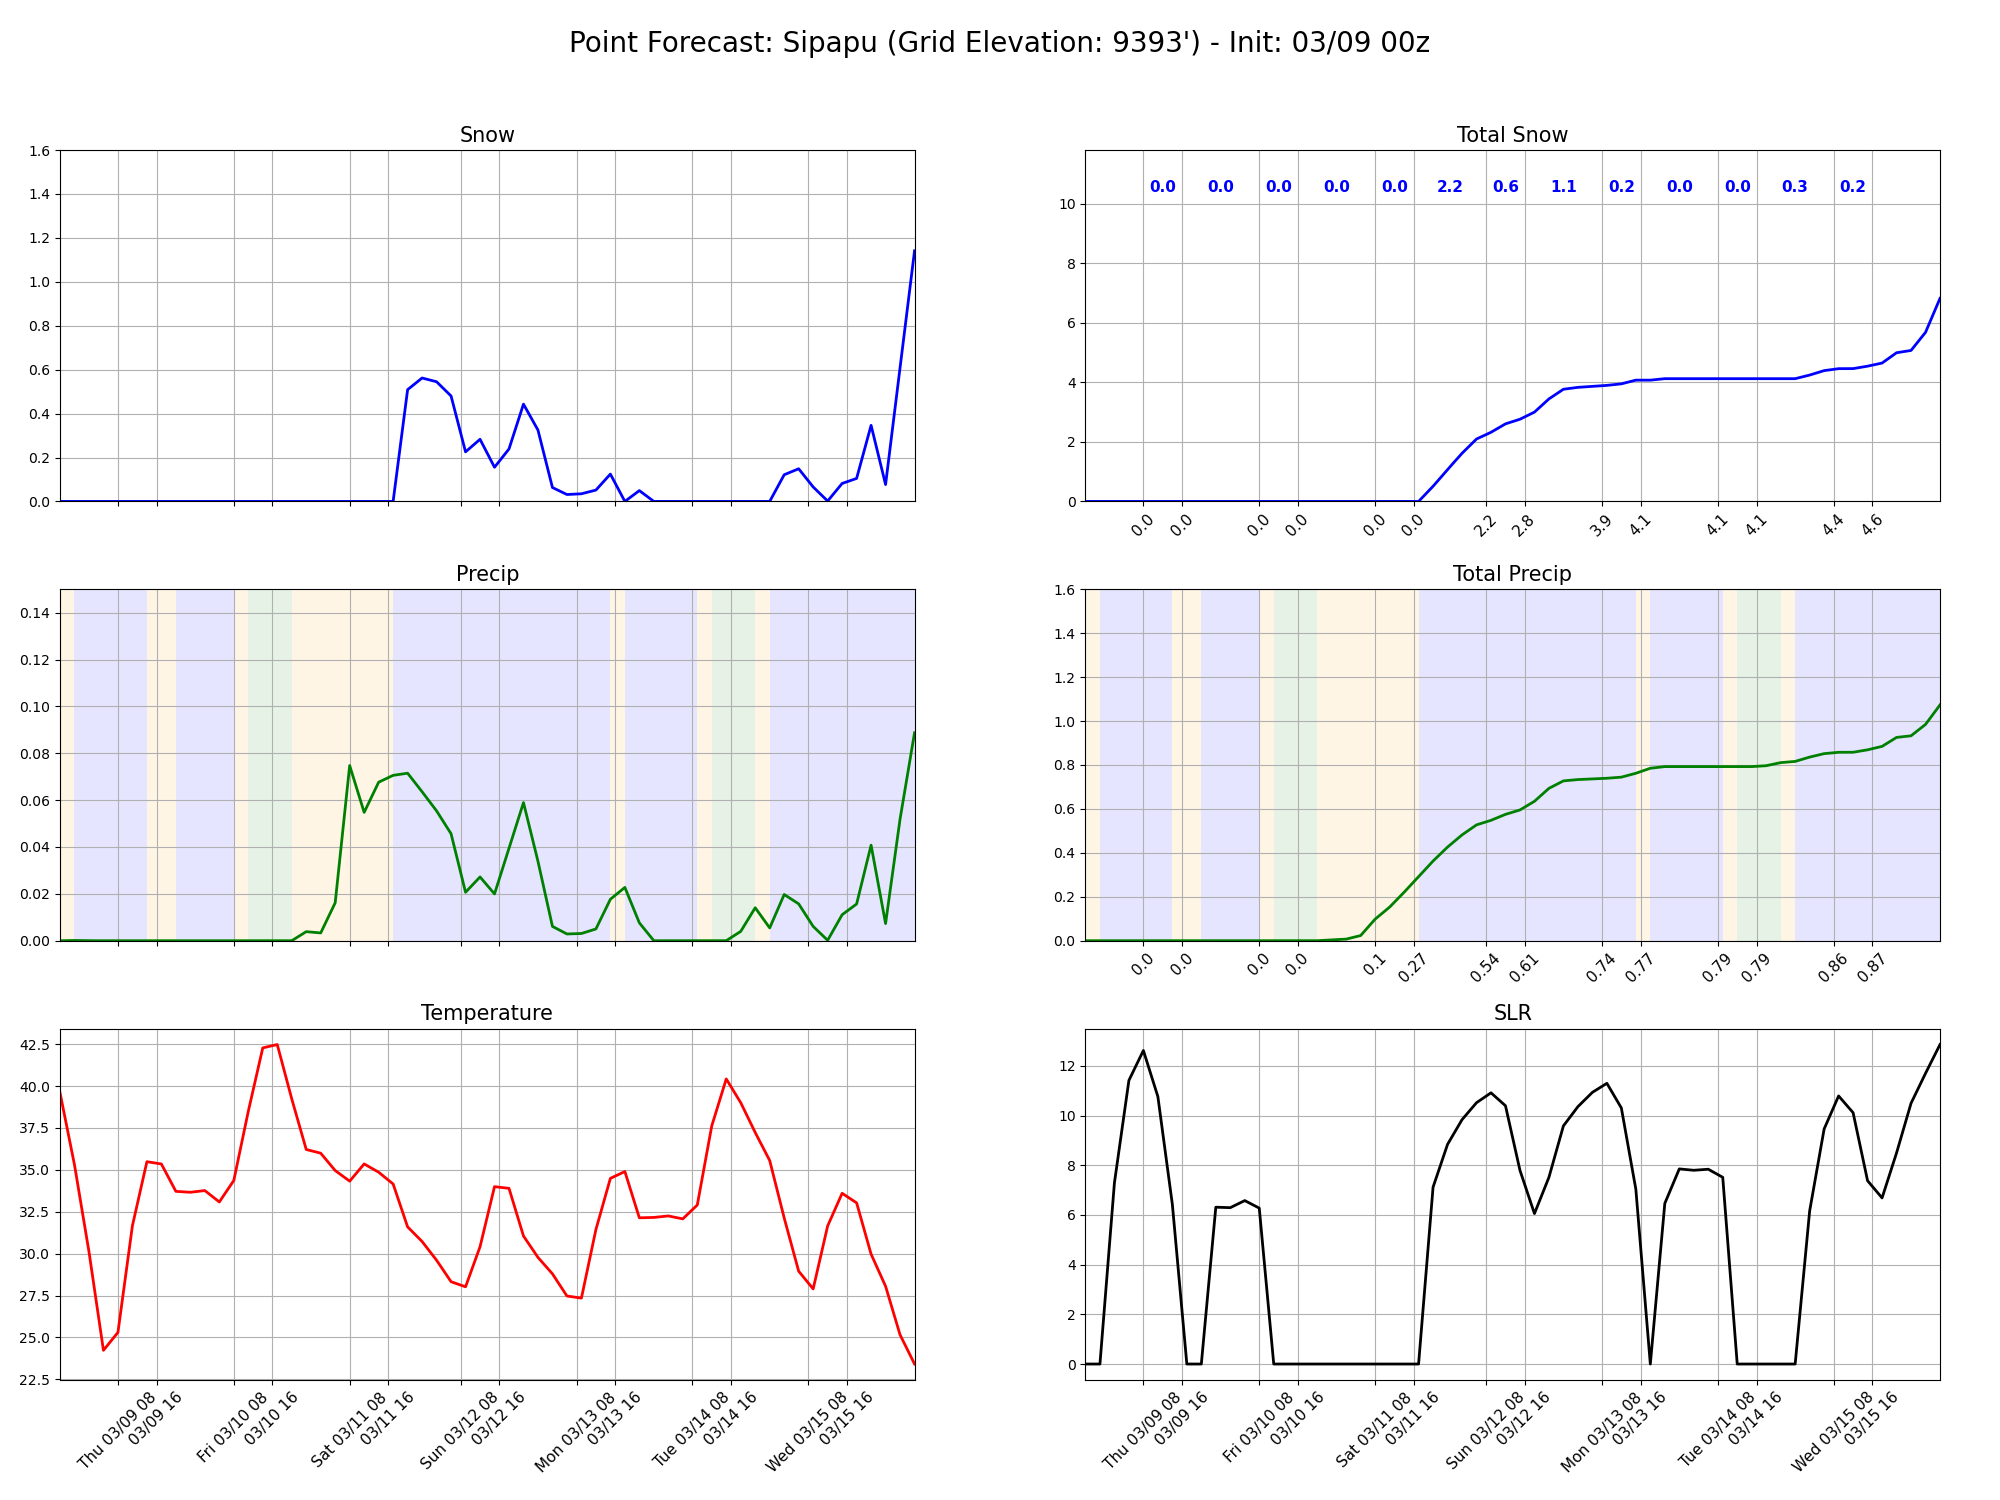 Point Forecast: Sipapu (Grid Elevation: 9393') - Init: 03/09 00z
Snow
1.6
1.4
1.2
1.0
0.8
0.6
0.4
0.2
0.0
Total Snow
0.0 0.0 0.0 0.0 0.0 2.2 0.6 1.1 0.2 0.0 0.0 0.3 0.2
10
8
6
4
2
0
0.0 0.0 0.0 0.0 0.0 0.0 2.2 2.8 3.9 4.1 4.1 4.1 4.4 4.6
Precip
0.14
0.12
0.10
0.08
0.06
0.04
0.02
0.00
Total Precip
1.6
1.4
1.2
1.0
0.8
0.6
0.4
0.2
0.0
0.0 0.0 0.0 0.0 0.1 0.27 0.54 0.61 0.74 0.77 0.79 0.79 0.86 0.87
Temperature
42.5
40.0
37.5
35.0
32.5
30.0
27.5
25.0
22.5
Thu 03/09 08
03/09 16
Fri 03/10 08
03/10 16
Sat 03/11 08
03/11 16
Sun 03/12 08
03/12 16
Mon 03/13 08
03/13 16
Tue 03/14 08
03/14 16
Wed 03/15 08
03/15 16
SLR
12
10
8
6
4
2
0
Thu 03/09 08
03/09 16
Fri 03/10 08
03/10 16
Sat 03/11 08
03/11 16
Sun 03/12 08
03/12 16
Mon 03/13 08
03/13 16
Tue 03/14 08
03/14 16
Wed 03/15 08
03/15 16